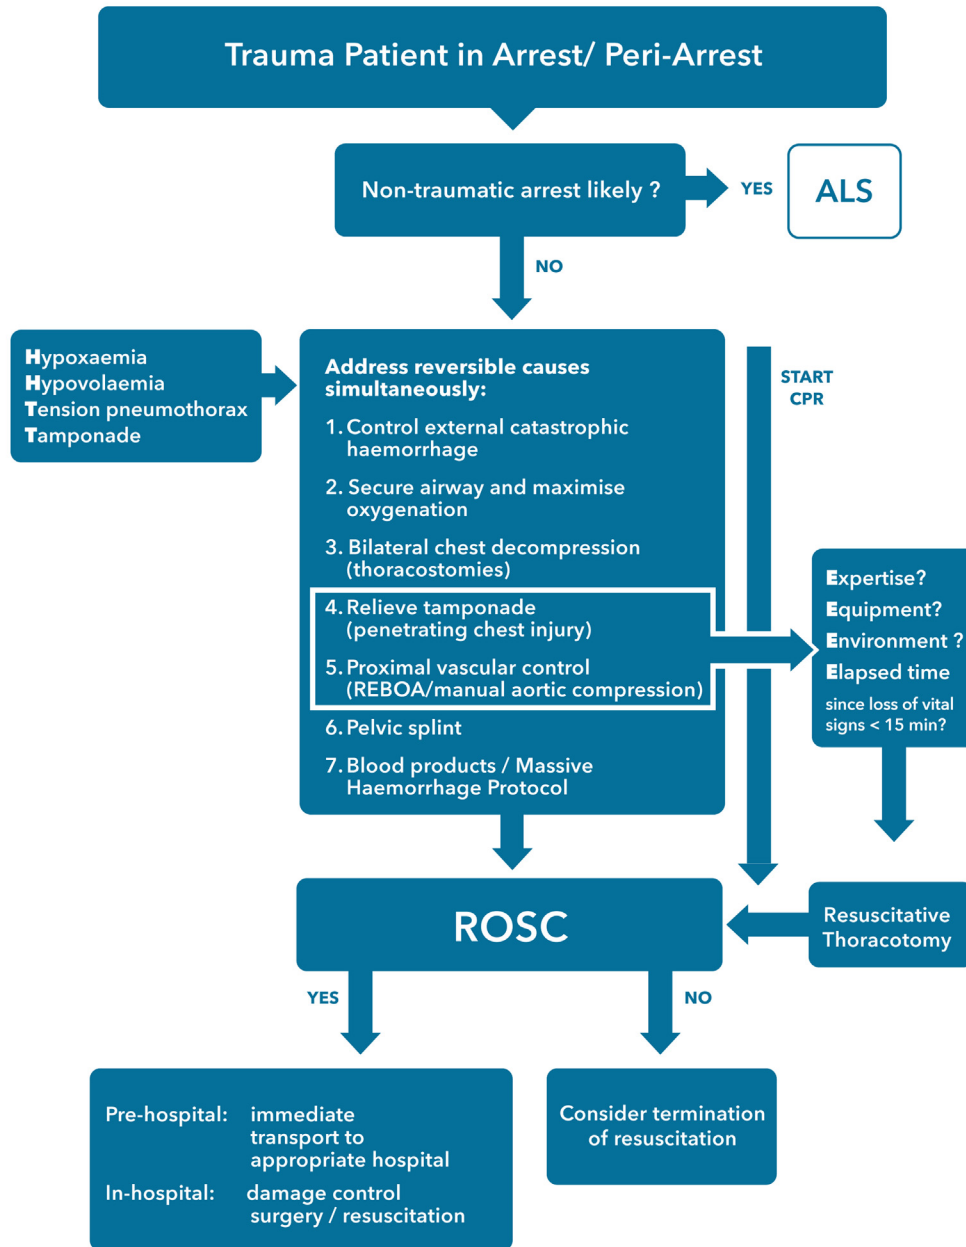 Trauma Patient in Arrest/ Peri-Arrest
Non-traumatic arrest likely ?
YES
ALS
NO
Hypoxaemia
Hypovolaemia
Tension pneumothorax
Tamponade
Address reversible causes
simultaneously:
1. Control external catastrophic
haemorrhage
2. Secure airway and maximise
oxygenation
3. Bilateral chest decompression
(thoracostomies)
4. Relieve tamponade
(penetrating chest injury)
5. Proximal vascular control
(REBOA/manual aortic compression)
6. Pelvic splint
7. Blood products / Massive
Haemorrhage Protocol
START
CPR
Expertise?
Equipment?
Environment ?
Elapsed time
since loss of vital
signs < 15 min?
Resuscitative
Thoracotomy
ROSC
YES
NO
Pre-hospital: immediate
transport to
appropriate hospital
In-hospital: damage control
surgery / resuscitation
Consider termination
of resuscitation